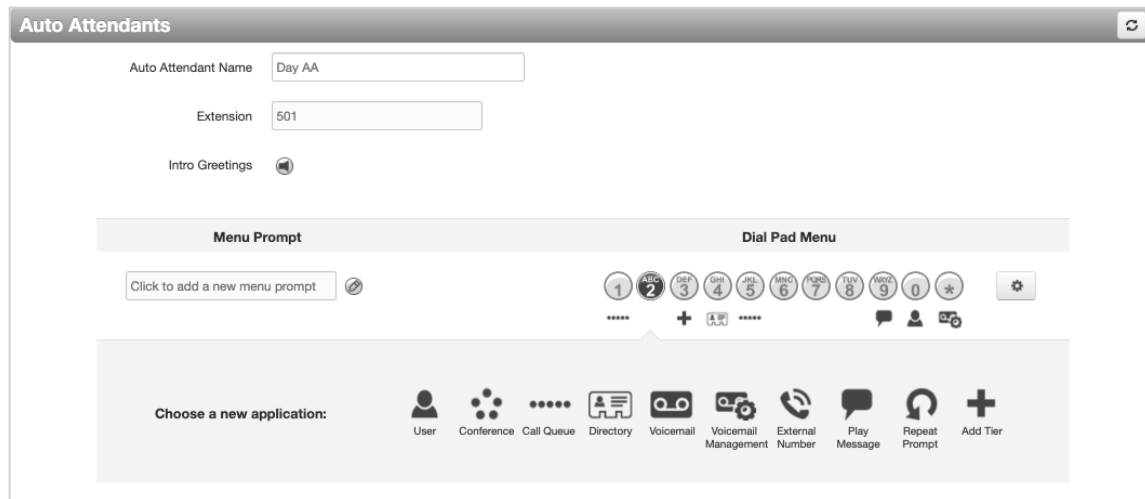 Auto Attendants
Auto Attendant Name
Day AA
Extension
501
Intro Greetings
Menu Prompt
Dial Pad Menu
Click to add a new menu prompt
1 ABC 2 DEF 3 GHI 4 JKL 5 MNC 6 PQRS 7 TUV 8 WXYZ 9 0 *
Choose a new application:
User
Conference
Call Queue
Directory
Voicemail
Voicemail
Management
External
Number
Play
Message
Repeat
Prompt
Add Tier